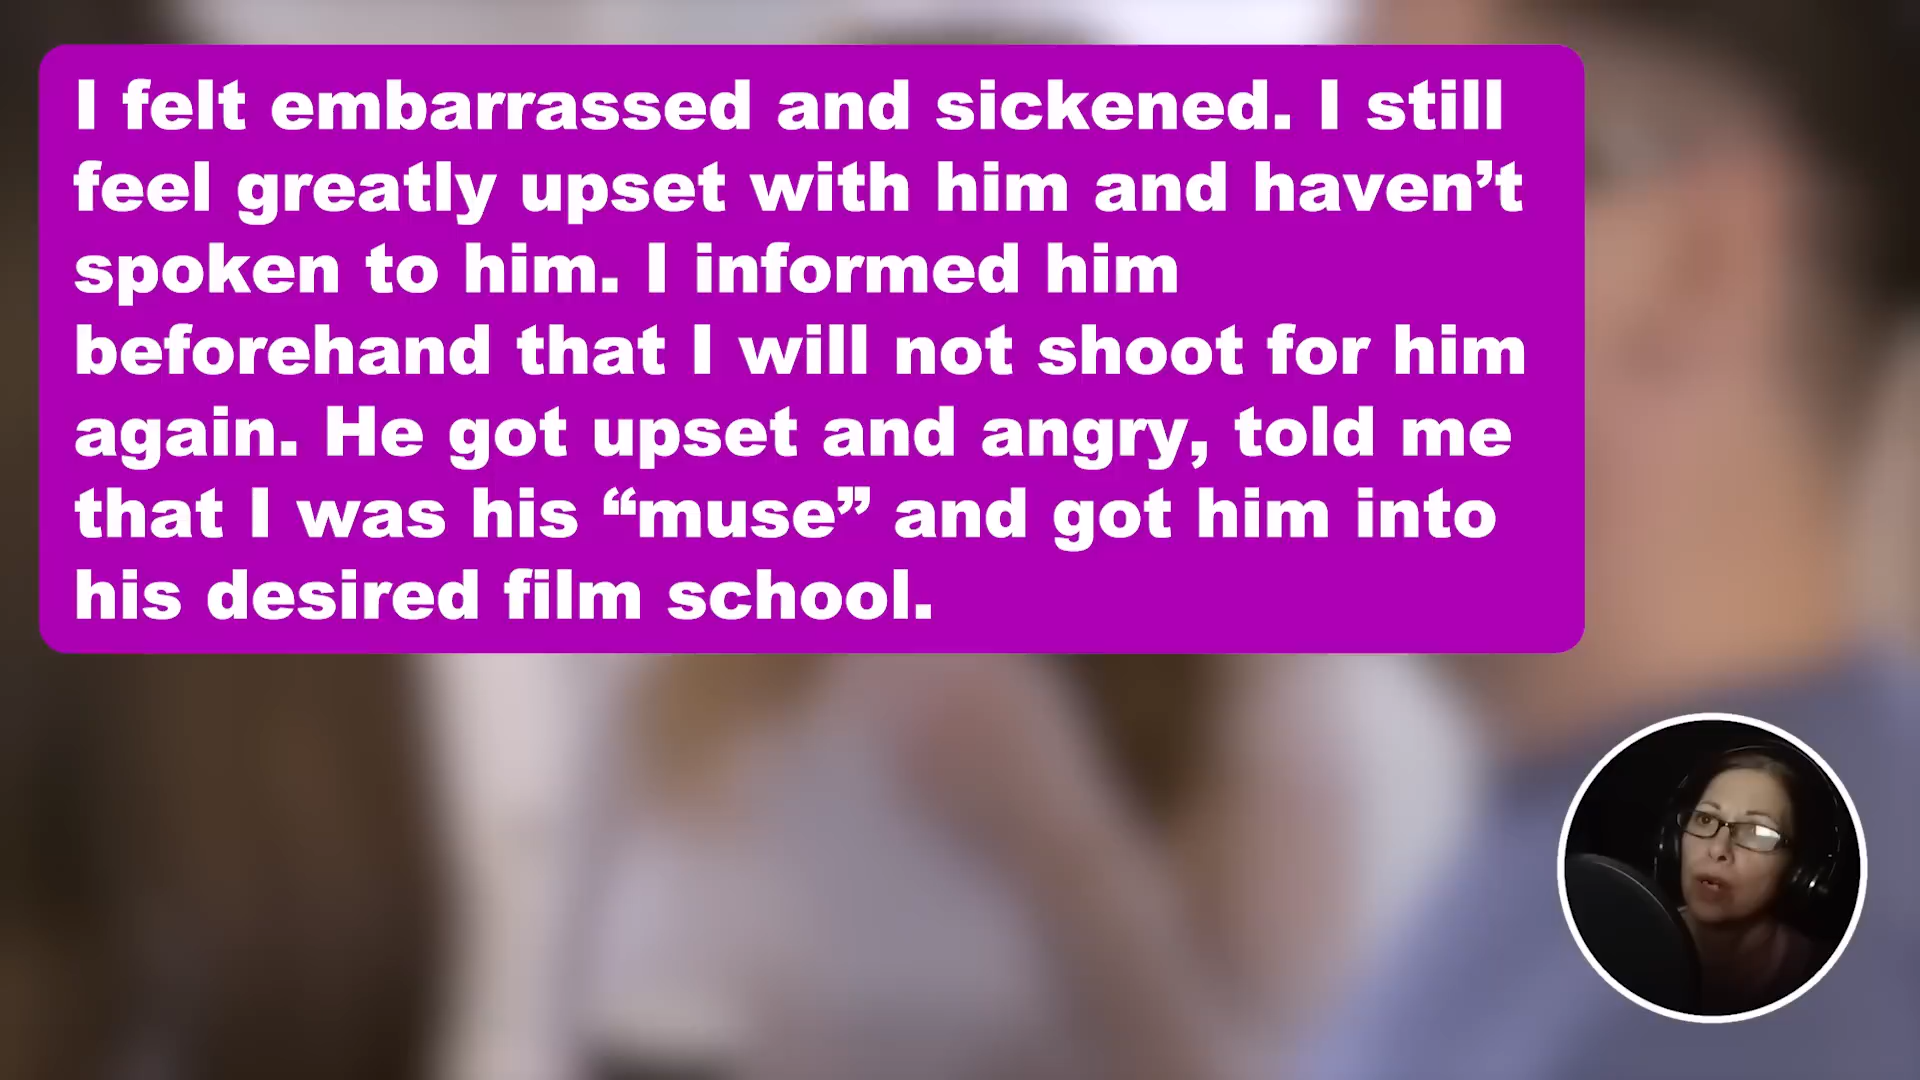 I felt embarrassed and sickened. I still
feel greatly upset with him and haven’t
spoken to him. I informed him
beforehand that I will not shoot for him
again. He got upset and angry, told me
that I was his “muse” and got him into
his desired film school.